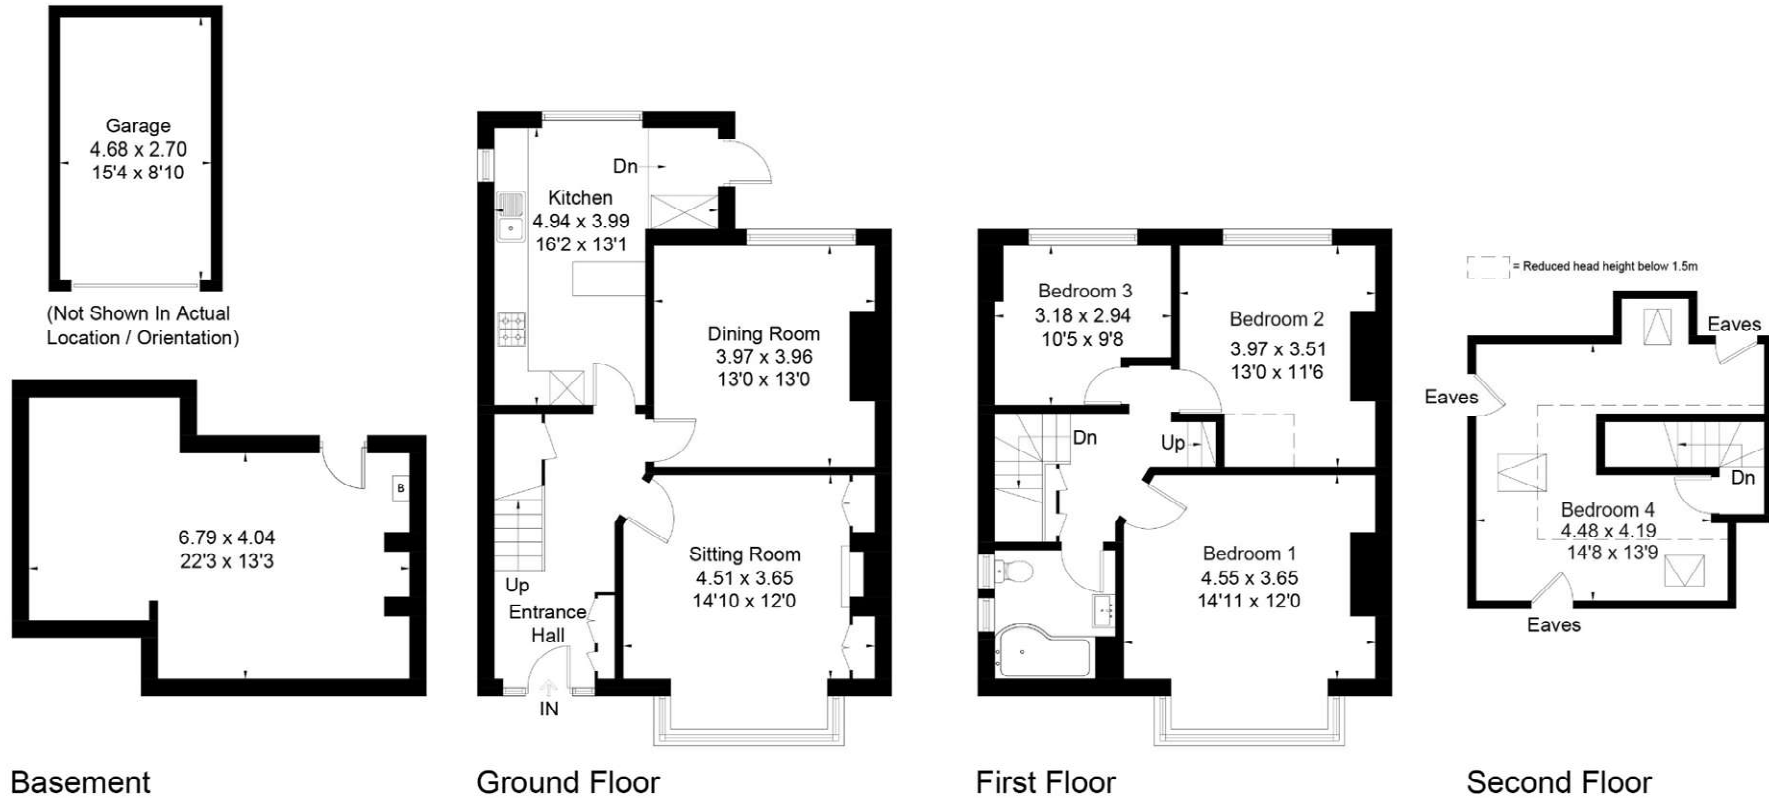 Garage
4.68 x 2.70
15'4 x 8'10
(Not Shown In Actual
Location / Orientation)
6.79 x 4.04
22'3 x 13'3
B
Basement
Dn
Kitchen
4.94 x 3.99
16'2 x 13'1
Dining Room
3.97 x 3.96
13'0 x 13'0
Sitting Room
4.51 x 3.65
14'10 x 12'0
Up
Entrance
Hall
IN
Ground Floor
Bedroom 3
3.18 x 2.94
10'5 x 9'8
Bedroom 2
3.97 x 3.51
13'0 x 11'6
Dn
Up
Bedroom 1
4.55 x 3.65
14'11 x 12'0
First Floor
= Reduced head height below 1.5m
Eaves
Eaves
Dn
Bedroom 4
4.48 x 4.19
14'8 x 13'9
Eaves
Second Floor